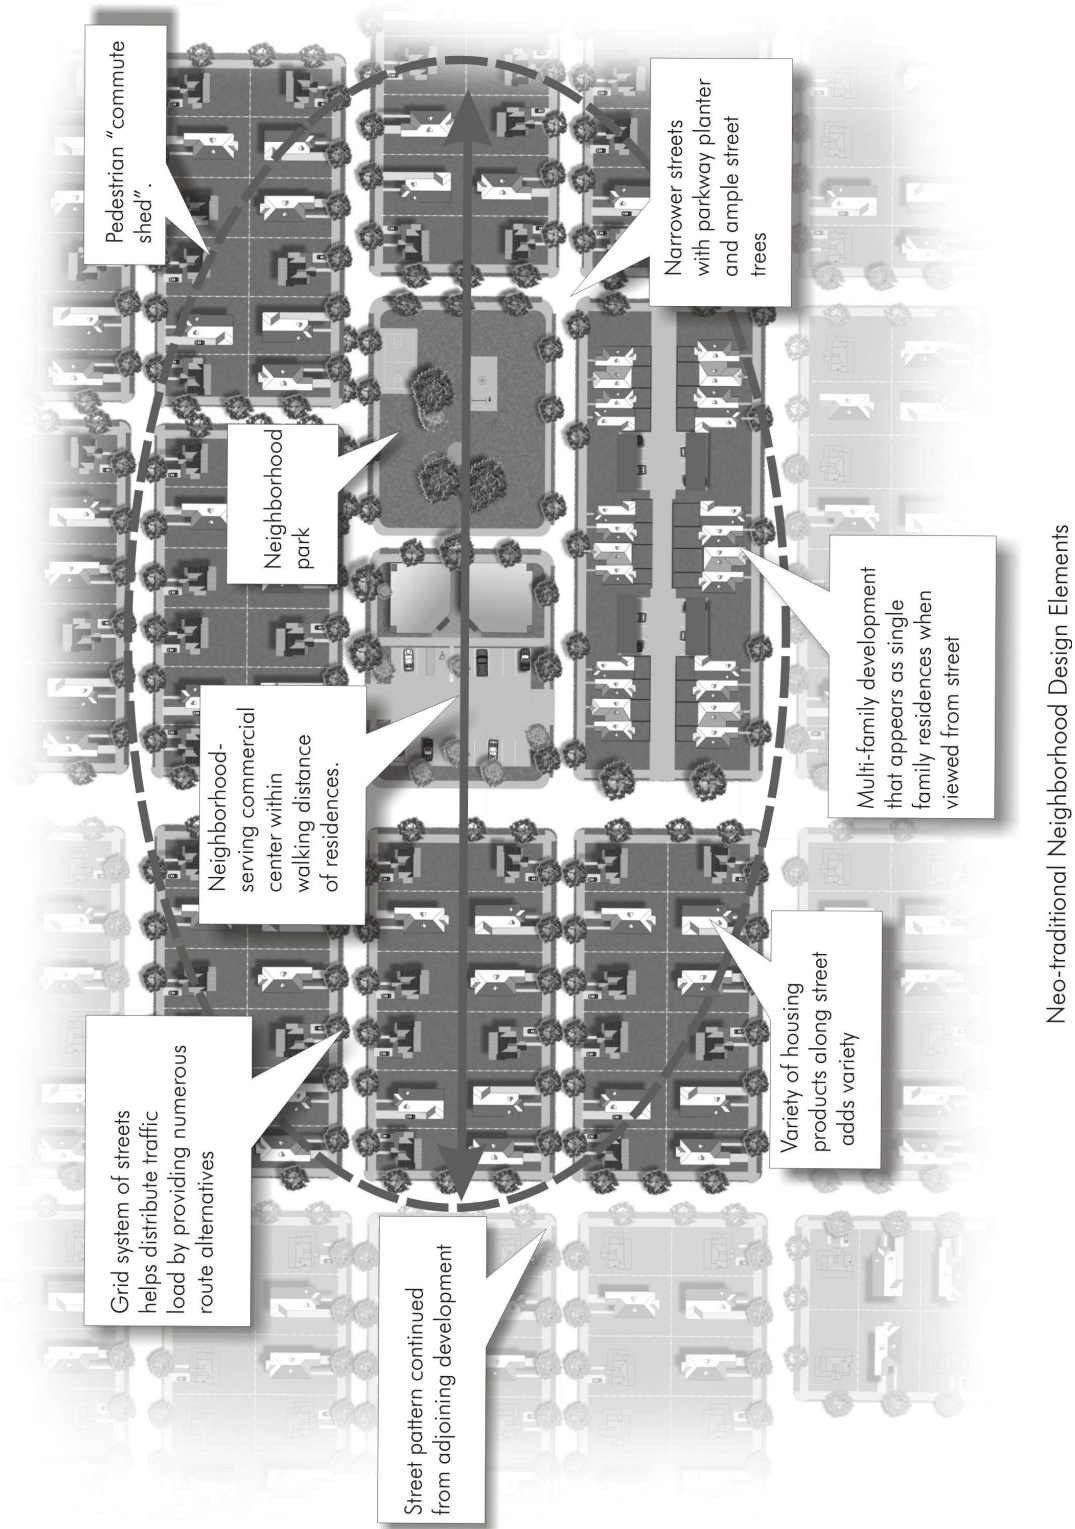 Grid system of streets
helps distribute traffic
load by providing numerous
route alternatives
Neighborhood-
serving commercial
center within
walking distance
of residences.
Neighborhood
park
Pedestrian “commute
shed”.
Street pattern continued
from adjoining development
Variety of housing
products along street
adds variety
Multi-family development
that appears as single
family residences when
viewed from street
Narrower streets
with parkway planter
and ample street
trees
Neo-traditional Neighborhood Design Elements